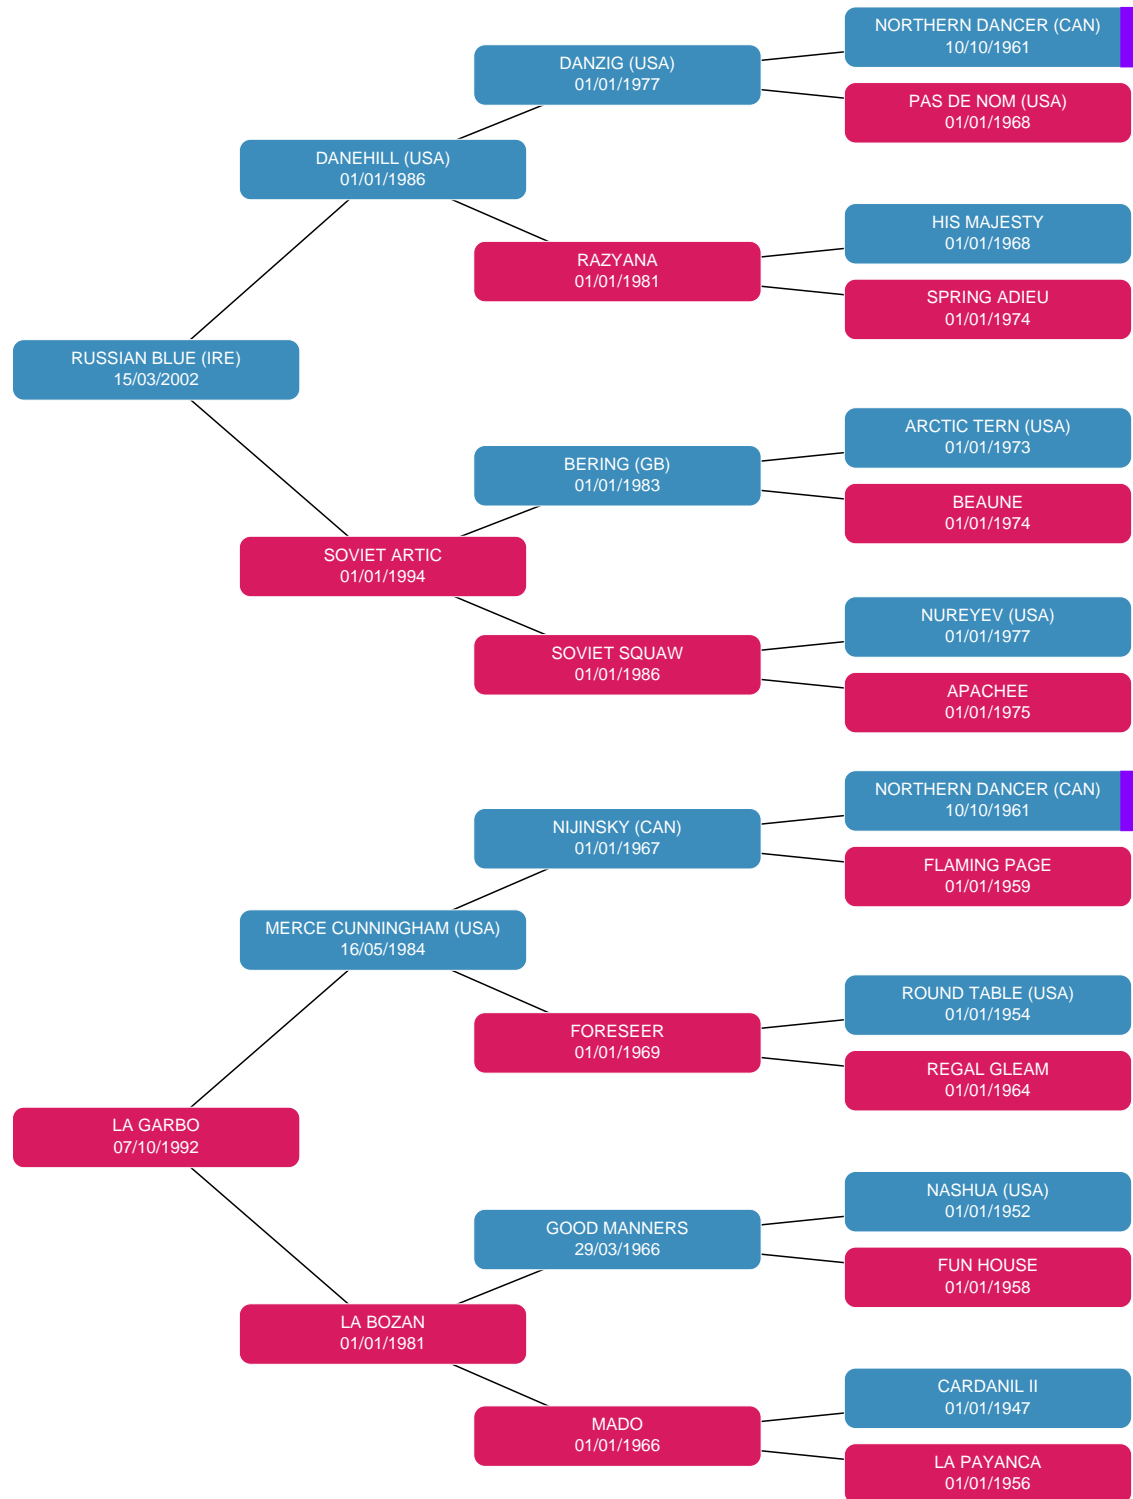 NORTHERN DANCER (CAN)
10/10/1961
DANZIG (USA)
01/01/1977
PAS DE NOM (USA)
01/01/1968
DANEHILL (USA)
01/01/1986
HIS MAJESTY
01/01/1968
RAZYANA
01/01/1981
SPRING ADIEU
01/01/1974
RUSSIAN BLUE (IRE)
15/03/2002
ARCTIC TERN (USA)
01/01/1973
BERING (GB)
01/01/1983
BEAUNE
01/01/1974
SOVIET ARTIC
01/01/1994
NUREYEV (USA)
01/01/1977
SOVIET SQUAW
01/01/1986
APACHEE
01/01/1975
NORTHERN DANCER (CAN)
10/10/1961
NIJINSKY (CAN)
01/01/1967
FLAMING PAGE
01/01/1959
MERCE CUNNINGHAM (USA)
16/05/1984
ROUND TABLE (USA)
01/01/1954
FORESEER
01/01/1969
REGAL GLEAM
01/01/1964
LA GARBO
07/10/1992
NASHUA (USA)
01/01/1952
GOOD MANNERS
29/03/1966
FUN HOUSE
01/01/1958
LA BOZAN
01/01/1981
CARDANIL II
01/01/1947
MADO
01/01/1966
LA PAYANCA
01/01/1956